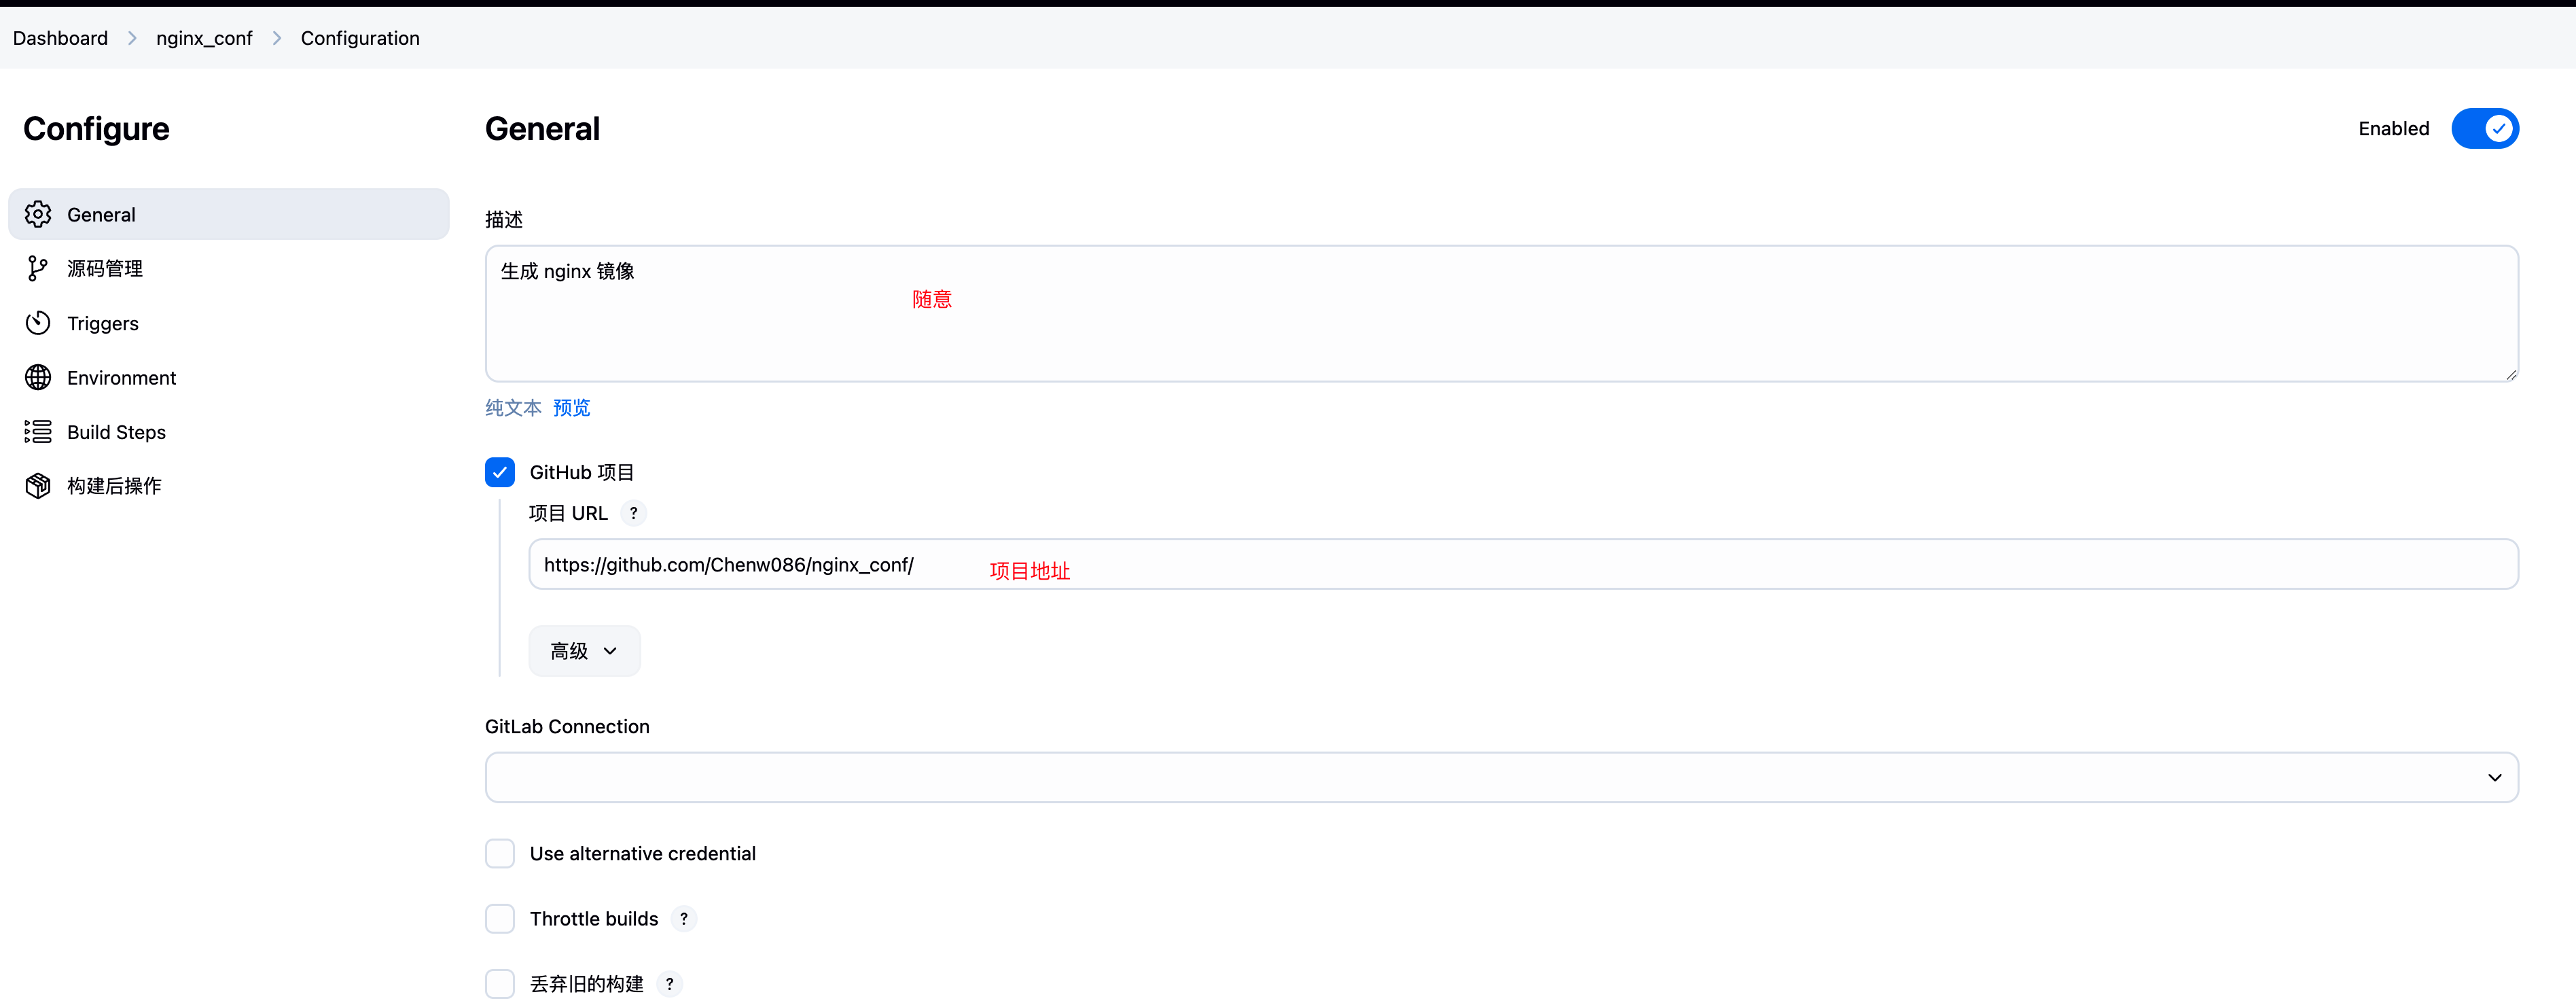 Dashboard > nginx_conf > Configuration
Configure
General
源码管理
Triggers
Environment
Build Steps
构建后操作
General
Enabled
描述
生成 nginx 镜像
随意
纯文本 预览
GitHub 项目
项目 URL ?
https://github.com/Chenw086/nginx_conf/ 项目地址
高级
GitLab Connection
Use alternative credential
Throttle builds ?
丢弃旧的构建 ?